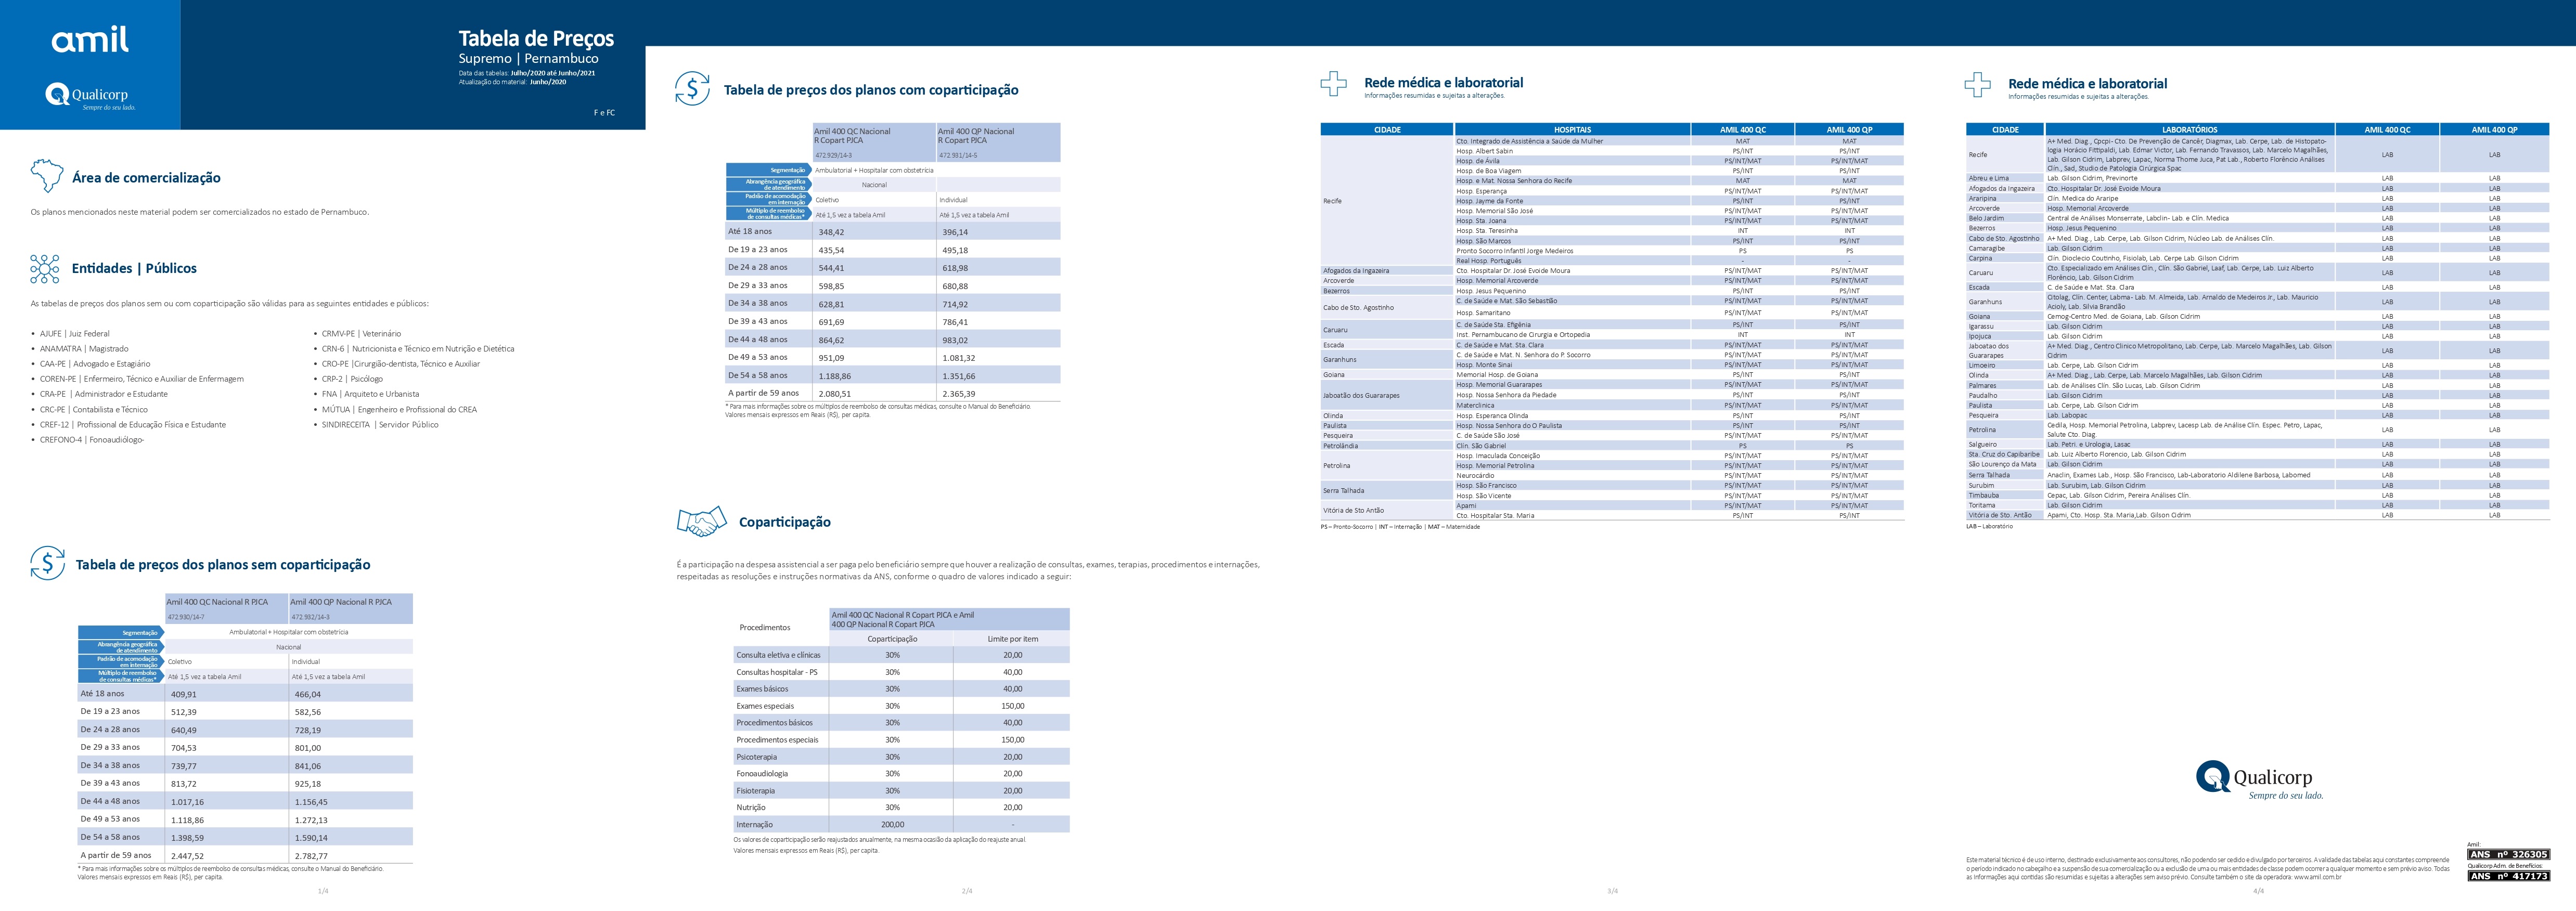 amil
Qualicorp
Sempre do seu lado.
Tabela de Preços
Supremo | Pernambuco
Data das tabelas: Julho/2020 até Junho/2021
Atualização do material: Junho/2020
F e FC
Área de comercialização
Os planos mencionados neste material podem ser comercializados no estado de Pernambuco.
Entidades | Públicos
As tabelas de preços dos planos sem ou com coparticipação são válidas para as seguintes entidades e públicos:
• AJUFE | Juiz Federal
• ANAMATRA | Magistrado
• CAA-PE | Advogado e Estagiário
• COREN-PE | Enfermeiro, Técnico e Auxiliar de Enfermagem
• CRA-PE | Administrador e Estudante
• CRC-PE | Contabilista e Técnico
• CREF-12 | Profissional de Educação Física e Estudante
• CREFONO-4 | Fonoaudiólogo-
• CRMV-PE | Veterinário
• CRN-6 | Nutricionista e Técnico em Nutrição e Dietética
• CRO-PE |Cirurgião-dentista, Técnico e Auxiliar
• CRP-2 | Psicólogo
• FNA | Arquiteto e Urbanista
• MÚTUA | Engenheiro e Profissional do CREA
• SINDIRECEITA | Servidor Público
Tabela de preços dos planos sem coparticipação
Amil 400 QC Nacional R PJCA Amil 400 QP Nacional R PJCA
472.930/14-7 472.932/14-3
Segmentação Ambulatorial + Hospitalar com obstetrícia
Abrangência geográfica
de atendimento Nacional
Padrão de acomodação
em internação Coletivo Individual
Múltiplo de reembolso
de consultas médicas* Até 1,5 vez a tabela Amil Até 1,5 vez a tabela Amil
Até 18 anos 409,91 466,04
De 19 a 23 anos 512,39 582,56
De 24 a 28 anos 640,49 728,19
De 29 a 33 anos 704,53 801,00
De 34 a 38 anos 739,77 841,06
De 39 a 43 anos 813,72 925,18
De 44 a 48 anos 1.017,16 1.156,45
De 49 a 53 anos 1.118,86 1.272,13
De 54 a 58 anos 1.398,59 1.590,14
A partir de 59 anos 2.447,52 2.782,77
* Para mais informações sobre os múltiplos de reembolso de consultas médicas, consulte o Manual do Beneficiário.
Valores mensais expressos em Reais (R$), per capita.
1/4
Tabela de preços dos planos com coparticipação
Amil 400 QC Nacional Amil 400 QP Nacional
R Copart PJCA R Copart PJCA
472.929/14-3 472.931/14-5
Segmentação Ambulatorial + Hospitalar com obstetrícia
Abrangência geográfica
de atendimento Nacional
Padrão de acomodação
em internação Coletivo Individual
Múltiplo de reembolso
de consultas médicas* Até 1,5 vez a tabela Amil Até 1,5 vez a tabela Amil
Até 18 anos 348,42 396,14
De 19 a 23 anos 435,54 495,18
De 24 a 28 anos 544,41 618,98
De 29 a 33 anos 598,85 680,88
De 34 a 38 anos 628,81 714,92
De 39 a 43 anos 691,69 786,41
De 44 a 48 anos 864,62 983,02
De 49 a 53 anos 951,09 1.081,32
De 54 a 58 anos 1.188,86 1.351,66
A partir de 59 anos 2.080,51 2.365,39
* Para mais informações sobre os múltiplos de reembolso de consultas médicas, consulte o Manual do Beneficiário.
Valores mensais expressos em Reais (R$), per capita.
Coparticipação
É a participação na despesa assistencial a ser paga pelo beneficiário sempre que houver a realização de consultas, exames, terapias, procedimentos e internações,
respeitadas as resoluções e instruções normativas da ANS, conforme o quadro de valores indicado a seguir:
Procedimentos Amil 400 QC Nacional R Copart PJCA e Amil
400 QP Nacional R Copart PJCA
Coparticipação Limite por item
Consulta eletiva e clínicas 30% 20,00
Consultas hospitalar - PS 30% 40,00
Exames básicos 30% 40,00
Exames especiais 30% 150,00
Procedimentos básicos 30% 40,00
Procedimentos especiais 30% 150,00
Psicoterapia 30% 20,00
Fonoaudiologia 30% 20,00
Fisioterapia 30% 20,00
Nutrição 30% 20,00
Internação 200,00 -
Os valores de coparticipação serão reajustados anualmente, na mesma ocasião da aplicação do reajuste anual.
Valores mensais expressos em Reais (R$), per capita.
2/4
Rede médica e laboratorial
Informações resumidas e sujeitas a alterações.
CIDADE HOSPITAIS AMIL 400 QC AMIL 400 QP
Recife Cto. Integrado de Assistência a Saúde da Mulher MAT MAT
Hosp. Albert Sabin PS/INT PS/INT
Hosp. de Ávila PS/INT/MAT PS/INT/MAT
Hosp. de Boa Viagem PS/INT PS/INT
Hosp. e Mat. Nossa Senhora do Recife MAT MAT
Hosp. Esperança PS/INT/MAT PS/INT/MAT
Hosp. Jayme da Fonte PS/INT PS/INT
Hosp. Memorial São José PS/INT/MAT PS/INT/MAT
Hosp. Sta. Joana PS/INT/MAT PS/INT/MAT
Hosp. Sta. Teresinha INT INT
Hosp. São Marcos PS/INT PS/INT
Pronto Socorro Infantil Jorge Medeiros PS PS
Real Hosp. Português - -
Afogados da Ingazeira Cto. Hospitalar Dr. José Evoide Moura PS/INT/MAT PS/INT/MAT
Arcoverde Hosp. Memorial Arcoverde PS/INT/MAT PS/INT/MAT
Bezerros Hosp. Jesus Pequenino PS/INT PS/INT
Cabo de Sto. Agostinho C. de Saúde e Mat. São Sebastião PS/INT/MAT PS/INT/MAT
Hosp. Samaritano PS/INT/MAT PS/INT/MAT
Caruaru C. de Saúde Sta. Efigênia PS/INT PS/INT
Inst. Pernambucano de Cirurgia e Ortopedia INT INT
Escada C. de Saúde e Mat. Sta. Clara PS/INT/MAT PS/INT/MAT
Garanhuns C. de Saúde e Mat. N. Senhora do P. Socorro PS/INT/MAT PS/INT/MAT
Hosp. Monte Sinai PS/INT/MAT PS/INT/MAT
Goiana Memorial Hosp. de Goiana PS/INT PS/INT
Jaboatão dos Guararapes Hosp. Memorial Guararapes PS/INT/MAT PS/INT/MAT
Hosp. Nossa Senhora da Piedade PS/INT PS/INT
Materclínica PS/INT/MAT PS/INT/MAT
Olinda Hosp. Esperanca Olinda PS/INT PS/INT
Paulista Hosp. Nossa Senhora do O Paulista PS/INT PS/INT
Pesqueira C. de Saúde São José PS/INT/MAT PS/INT/MAT
Petrolândia Clín. São Gabriel PS PS
Petrolina Hosp. Imaculada Conceição PS/INT/MAT PS/INT/MAT
Hosp. Memorial Petrolina PS/INT/MAT PS/INT/MAT
Neurocárdio PS/INT/MAT PS/INT/MAT
Serra Talhada Hosp. São Francisco PS/INT/MAT PS/INT/MAT
Hosp. São Vicente PS/INT/MAT PS/INT/MAT
Vitória de Sto Antão Apami PS/INT/MAT PS/INT/MAT
Cto. Hospitalar Sta. Maria PS/INT PS/INT
PS – Pronto-Socorro | INT – Internação | MAT – Maternidade
3/4
Rede médica e laboratorial
Informações resumidas e sujeitas a alterações.
CIDADE LABORATÓRIOS AMIL 400 QC AMIL 400 QP
Recife A+ Med. Diag., Cpcpi - Cto. De Prevenção de Cancér, Diagmax, Lab. Cerpe, Lab. de Histopato-
logia Horácio Fittipaldi, Lab. Edmar Victor, Lab. Fernando Travassos, Lab. Marcelo Magalhães,
Lab. Gilson Cidrim, Labprev, Lapac, Norma Thome Juca, Pat Lab., Roberto Florêncio Análises
Clín., Sad, Studio de Patologia Cirúrgica Spac LAB LAB
Abreu e Lima Lab. Gilson Cidrim, Previnorte LAB LAB
Afogados da Ingazeira Cto. Hospitalar Dr. José Evoide Moura LAB LAB
Araripina Clín. Medica do Araripe LAB LAB
Arcoverde Hosp. Memorial Arcoverde LAB LAB
Belo Jardim Central de Análises Monserrate, Labclin- Lab. e Clín. Medica LAB LAB
Bezerros Hosp. Jesus Pequenino LAB LAB
Cabo de Sto. Agostinho A+ Med. Diag., Lab. Cerpe, Lab. Gilson Cidrim, Núcleo Lab. de Análises Clín. LAB LAB
Camaragibe Lab. Gilson Cidrim LAB LAB
Carpina Clín. Dioclecio Coutinho, Fisiolab, Lab. Cerpe Lab. Gilson Cidrim LAB LAB
Caruaru Cto. Especializado em Análises Clín., Clín. São Gabriel, Laaf, Lab. Cerpe, Lab. Luiz Alberto
Florêncio, Lab. Gilson Cidrim LAB LAB
Escada C. de Saúde e Mat. Sta. Clara LAB LAB
Garanhuns Citolag, Clín. Center, Labma - Lab. M. Almeida, Lab. Arnaldo de Medeiros Jr., Lab. Mauricio
Acioly, Lab. Silvia Brandão LAB LAB
Goiana Cemog-Centro Med. de Goiana, Lab. Gilson Cidrim LAB LAB
Igarassu Lab. Gilson Cidrim LAB LAB
Ipojuca Lab. Gilson Cidrim LAB LAB
Jaboatao dos
Guararapes A+ Med. Diag., Centro Clinico Metropolitano, Lab. Cerpe, Lab. Marcelo Magalhães, Lab. Gilson
Cidrim LAB LAB
Limoeiro Lab. Cerpe, Lab. Gilson Cidrim LAB LAB
Olinda A+ Med. Diag., Lab. Cerpe, Lab. Marcelo Magalhães, Lab. Gilson Cidrim LAB LAB
Palmares Lab. de Análises Clín. São Lucas, Lab. Gilson Cidrim LAB LAB
Paudalho Lab. Gilson Cidrim LAB LAB
Paulista Lab. Cerpe, Lab. Gilson Cidrim LAB LAB
Pesqueira Lab. Labopac LAB LAB
Petrolina Cedila, Hosp. Memorial Petrolina, Labprev, Lacesp Lab. de Análise Clín. Espec. Petro, Lapac,
Salute Cto. Diag. LAB LAB
Salgueiro Lab. Petri. e Urologia, Lasac LAB LAB
Sta. Cruz do Capibaribe Lab. Luiz Alberto Florencio, Lab. Gilson Cidrim LAB LAB
São Lourenço da Mata Lab. Gilson Cidrim LAB LAB
Serra Talhada Anaclin, Exames Lab., Hosp. São Francisco, Lab-Laboratorio Aldilene Barbosa, Labomed LAB LAB
Surubim Lab. Surubim, Lab. Gilson Cidrim LAB LAB
Timbauba Cepac, Lab. Gilson Cidrim, Pereira Análises Clín. LAB LAB
Toritama Lab. Gilson Cidrim LAB LAB
Vitória de Sto. Antão Apami, Cto. Hosp. Sta. Maria,Lab. Gilson Cidrim LAB LAB
LAB – Laboratório
Qualicorp
Sempre do seu lado.
Este material técnico é de uso interno, destinado exclusivamente aos consultores, não podendo ser cedido e divulgado por terceiros. A validade das tabelas aqui constantes compreende
o período indicado no cabeçalho e a suspensão de sua comercialização ou a exclusão de uma ou mais entidades de classe podem ocorrer a qualquer momento e sem prévio aviso. Todas
as informações aqui contidas são resumidas e sujeitas a alterações sem aviso prévio. Consulte também o site da operadora: www.amil.com.br
Amil:
ANS nº 326305
Qualicorp Adm. de Benefícios:
ANS nº 417173
4/4